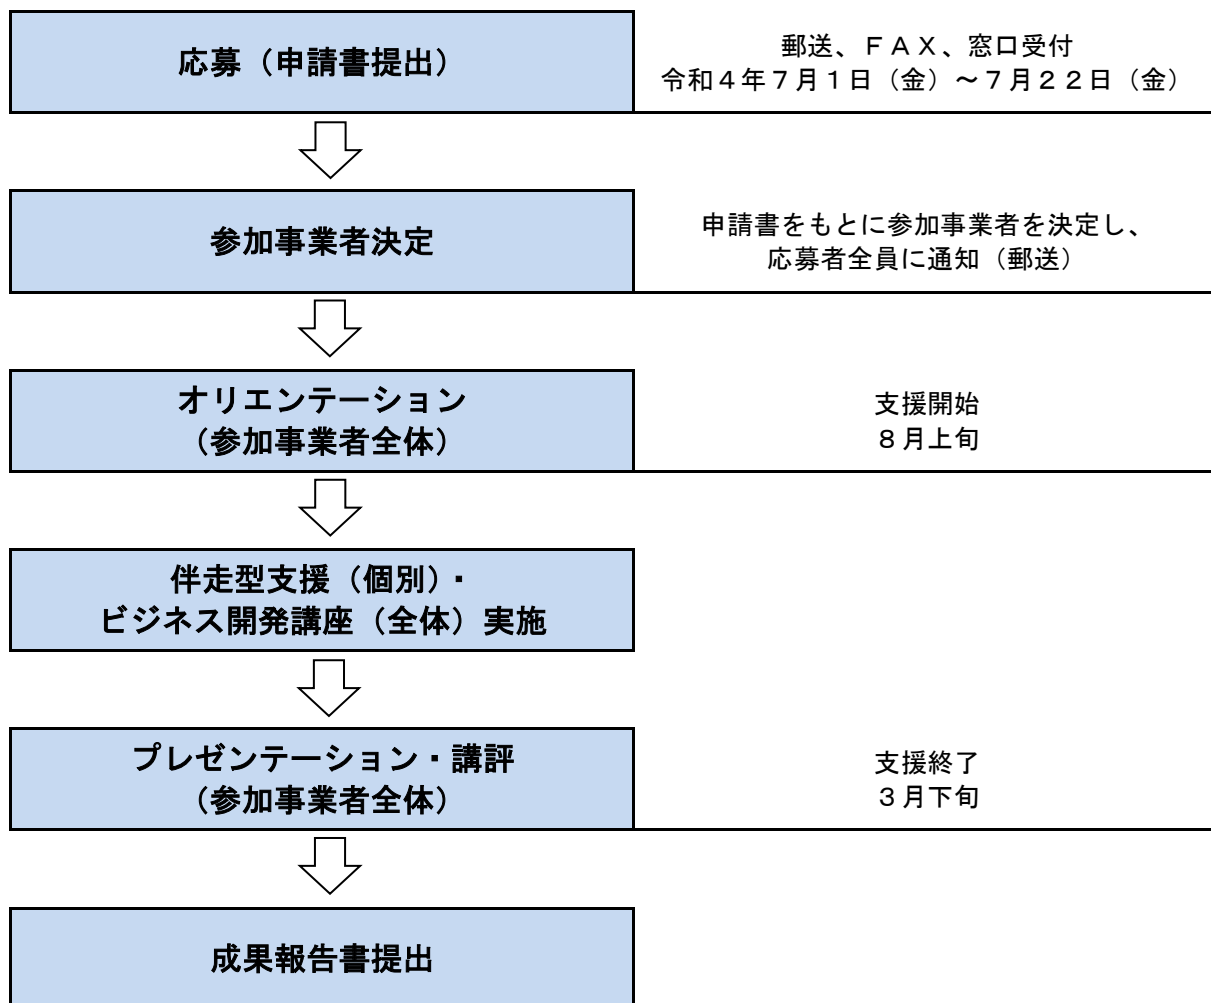 応募（申請書提出）
郵送、ＦＡＸ、窓口受付
令和４年７月１日（金）～７月２２日（金）
参加事業者決定
申請書をもとに参加事業者を決定し、
応募者全員に通知（郵送）
オリエンテーション
（参加事業者全体）
支援開始
８月上旬
伴走型支援（個別）・
ビジネス開発講座（全体）実施
プレゼンテーション・講評
（参加事業者全体）
支援終了
３月下旬
成果報告書提出